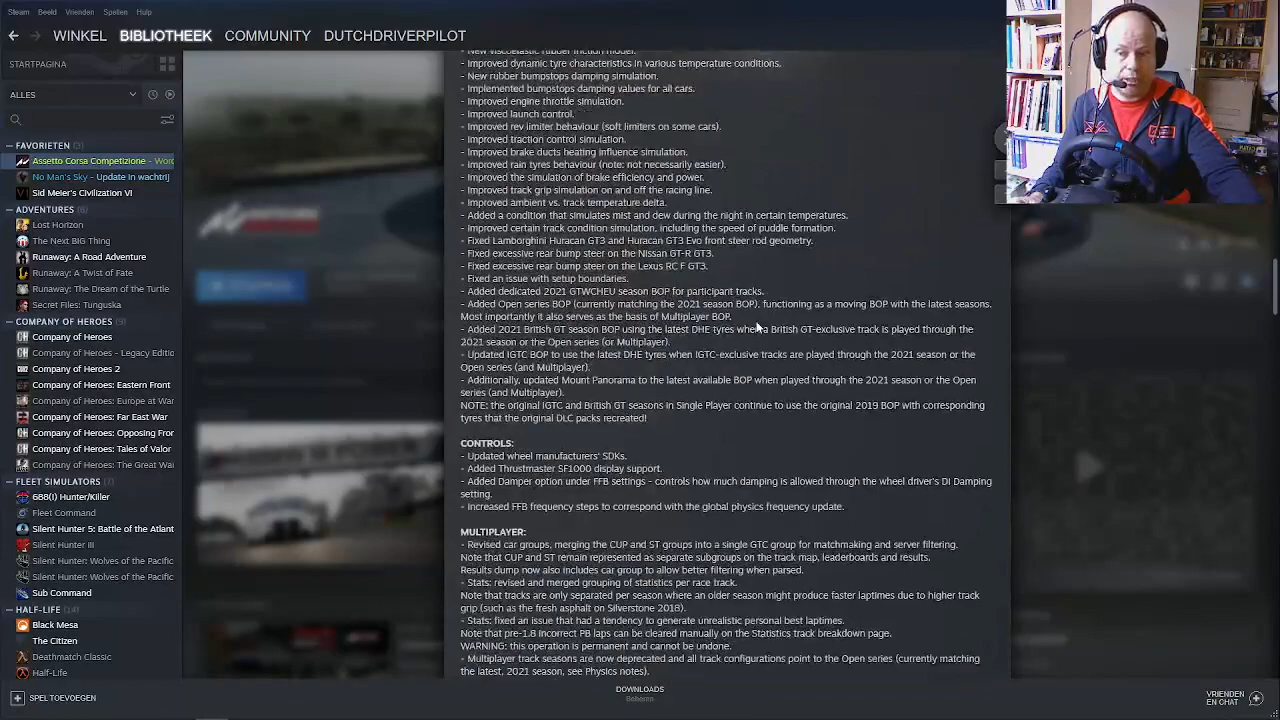 Steam Beeld Vrienden Spellen Hulp
WINKEL BIBLIOTHEEK COMMUNITY DUTCHDRIVERPILOT
STARTPAGINA
ALLES
FAVORIETEN (3)
Assetto Corsa Competizione - Word
No Man's Sky - Update in wachtrij
Sid Meier's Civilization VI
ADVENTURES (6)
Lost Horizon
The Next BIG Thing
Runaway: A Road Adventure
Runaway: A Twist of Fate
Runaway: The Dream of the Turtle
Secret Files: Tunguska
COMPANY OF HEROES (9)
Company of Heroes
Company of Heroes - Legacy Editio
Company of Heroes 2
Company of Heroes: Eastern Front
Company of Heroes: Europe at War
Company of Heroes: Far East War
Company of Heroes: Opposing Fron
Company of Heroes: Tales of Valor
Company of Heroes: The Great War
FLEET SIMULATORS (7)
688(I) Hunter/Killer
Fleet Command
Silent Hunter 5: Battle of the Atlant
Silent Hunter III
Silent Hunter: Wolves of the Pacific
Silent Hunter: Wolves of the Pacific
Sub Command
HALF-LIFE (14)
Black Mesa
The Citizen
Deathmatch Classic
Half-Life
SPEL TOEVOEGEN
- New viscoelastic rubber friction model.
- Improved dynamic tyre characteristics in various temperature conditions.
- New rubber bumpstops damping simulation.
- Implemented bumpstops damping values for all cars.
- Improved engine throttle simulation.
- Improved launch control.
- Improved rev limiter behaviour (soft limiters on some cars).
- Improved traction control simulation.
- Improved brake ducts heating influence simulation.
- Improved rain tyres behaviour (note: not necessarily easier).
- Improved the simulation of brake efficiency and power.
- Improved track grip simulation on and off the racing line.
- Improved ambient vs. track temperature delta.
- Added a condition that simulates mist and dew during the night in certain temperatures.
- Improved certain track condition simulation, including the speed of puddle formation.
- Fixed Lamborghini Huracan GT3 and Huracan GT3 Evo front steer rod geometry.
- Fixed excessive rear bump steer on the Nissan GT-R GT3.
- Fixed excessive rear bump steer on the Lexus RC F GT3.
- Fixed an issue with setup boundaries.
- Added dedicated 2021 GTWCHEU season BOP for participant tracks.
- Added Open series BOP (currently matching the 2021 season BOP), functioning as a moving BOP with the latest seasons.
Most importantly it also serves as the basis of Multiplayer BOP.
- Added 2021 British GT season BOP using the latest DHE tyres when a British GT-exclusive track is played through the
2021 season or the Open series (or Multiplayer).
- Updated IGTC BOP to use the latest DHE tyres when IGTC-exclusive tracks are played through the 2021 season or the
Open series (and Multiplayer).
- Additionally, updated Mount Panorama to the latest available BOP when played through the 2021 season or the Open
series (and Multiplayer).
NOTE: the original IGTC and British GT seasons in Single Player continue to use the original 2019 BOP with corresponding
tyres that the original DLC packs recreated!
CONTROLS:
- Updated wheel manufacturers' SDKs.
- Added Thrustmaster SF1000 display support.
- Added Damper option under FFB settings - controls how much damping is allowed through the wheel driver's DI Damping
setting.
- Increased FFB frequency steps to correspond with the global physics frequency update.
MULTIPLAYER:
- Revised car groups, merging the CUP and ST groups into a single GTC group for matchmaking and server filtering.
Note that CUP and ST remain represented as separate subgroups on the track map, leaderboards and results.
Results dump now also includes car group to allow better filtering when parsed.
- Stats: revised and merged grouping of statistics per race track.
Note that tracks are only separated per season where an older season might produce faster laptimes due to higher track
grip (such as the fresh asphalt on Silverstone 2018).
- Stats: fixed an issue that had a tendency to generate unrealistic personal best laptimes.
Note that pre-1.8 incorrect PB laps can be cleared manually on the Statistics track breakdown page.
WARNING: this operation is permanent and cannot be undone.
- Multiplayer track seasons are now deprecated and all track configurations point to the Open series (currently matching
the latest, 2021 season, see Physics notes).
DOWNLOADS
Beheren
VRIENDEN
EN CHAT